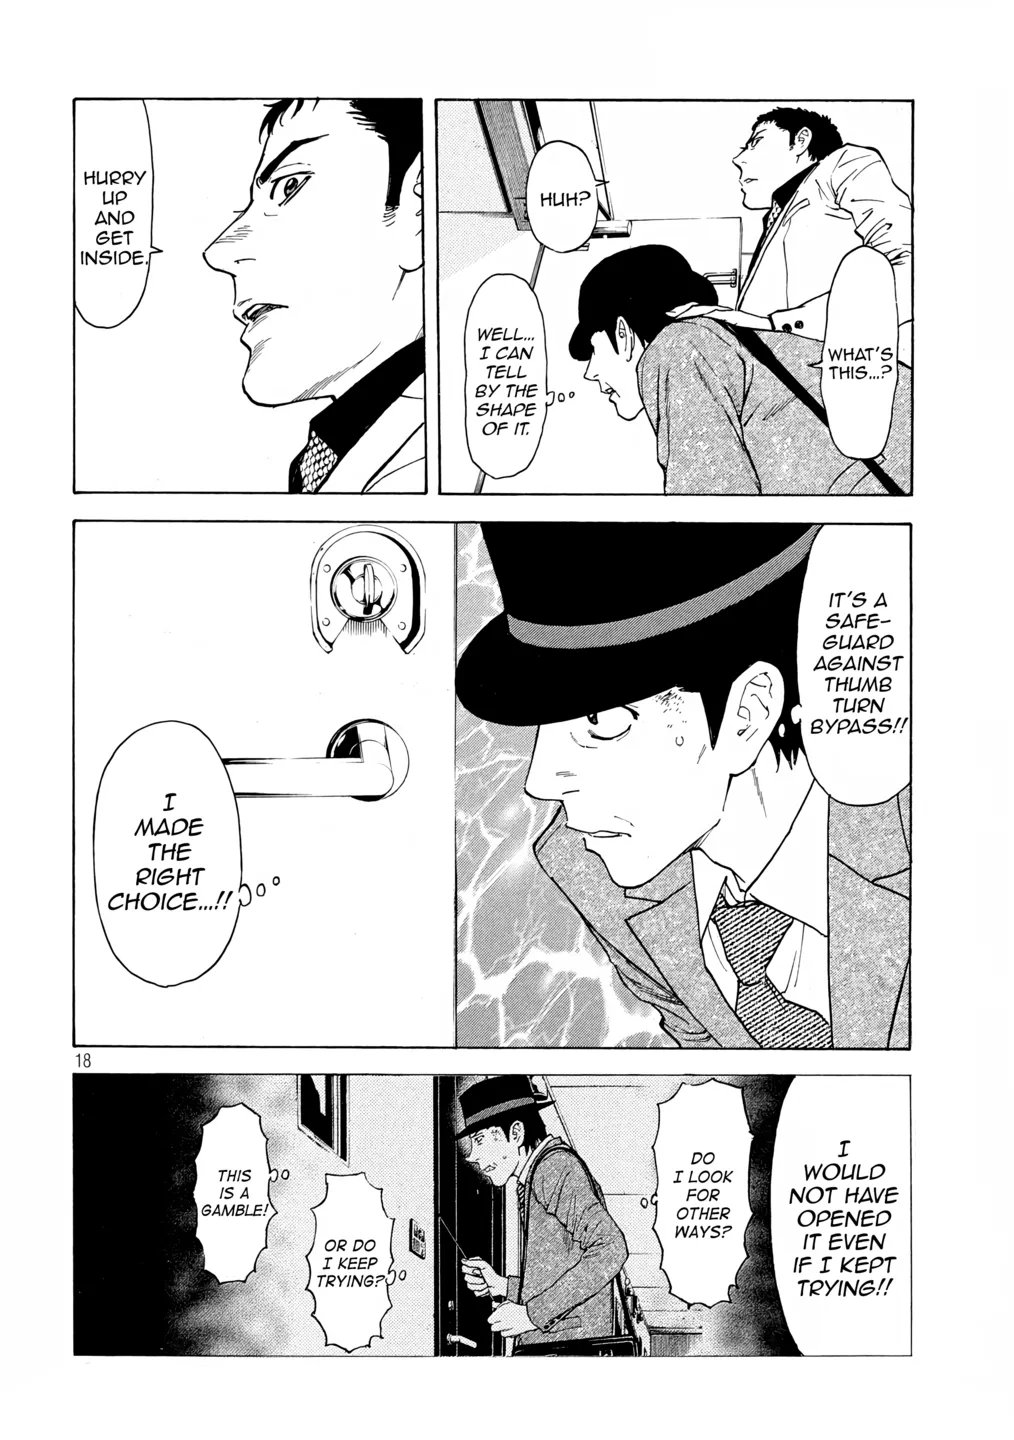 WHAT'S
THIS...?
HUH?
WELL...
I CAN
TELL
BY THE
SHAPE
OF IT.
HURRY
UP
AND
GET
INSIDE.
IT'S A
SAFE-
GUARD
AGAINST
THUMB
TURN
BYPASS!!
I
MADE
THE
RIGHT
CHOICE...!!
18
I
WOULD
NOT HAVE
OPENED
IT EVEN
IF I KEPT
TRYING!!
DO
I LOOK
FOR
OTHER
WAYS?
OR DO
I KEEP
TRYING?
THIS
IS A
GAMBLE!